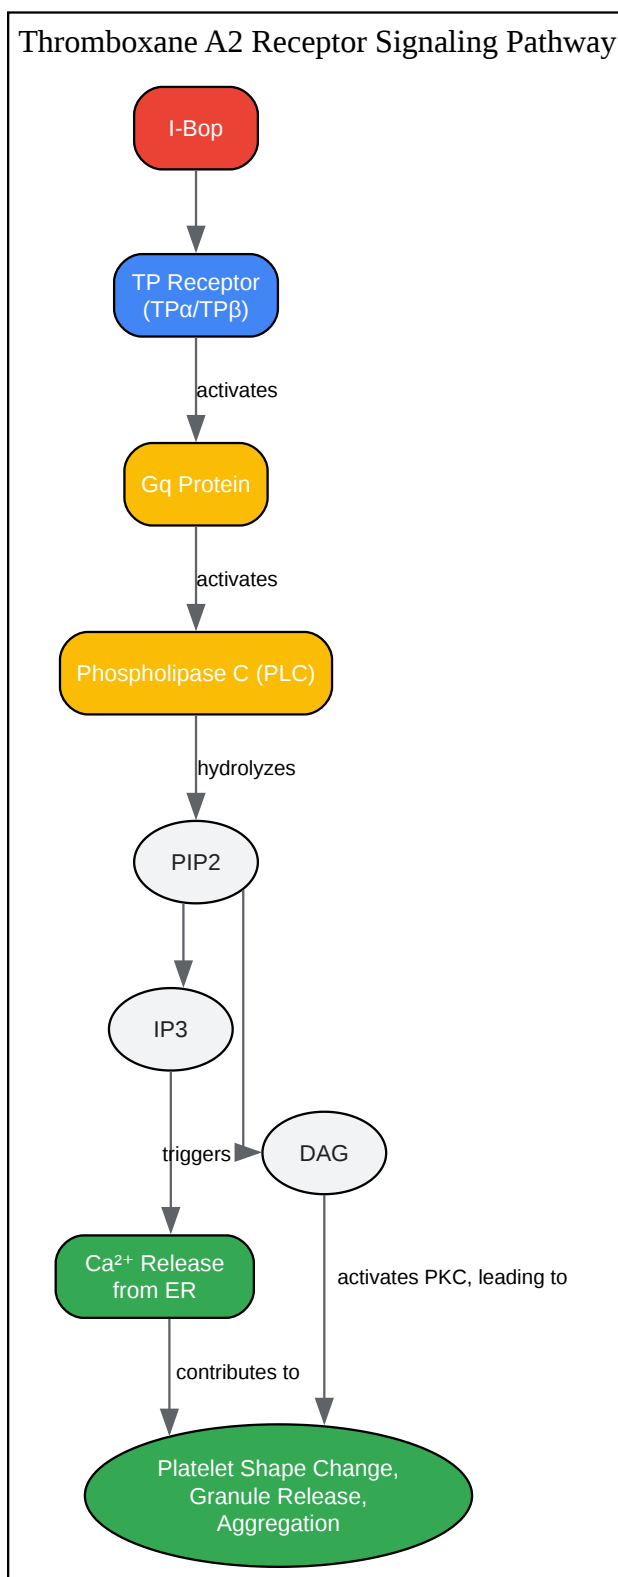 Thromboxane A2 Receptor Signaling Pathway
I-Bop
TP Receptor
(TPα/TPβ)
activates
Gq Protein
activates
Phospholipase C (PLC)
hydrolyzes
PIP2
IP3
triggers
DAG
Ca²⁺ Release
from ER
activates PKC, leading to
contributes to
Platelet Shape Change,
Granule Release,
Aggregation